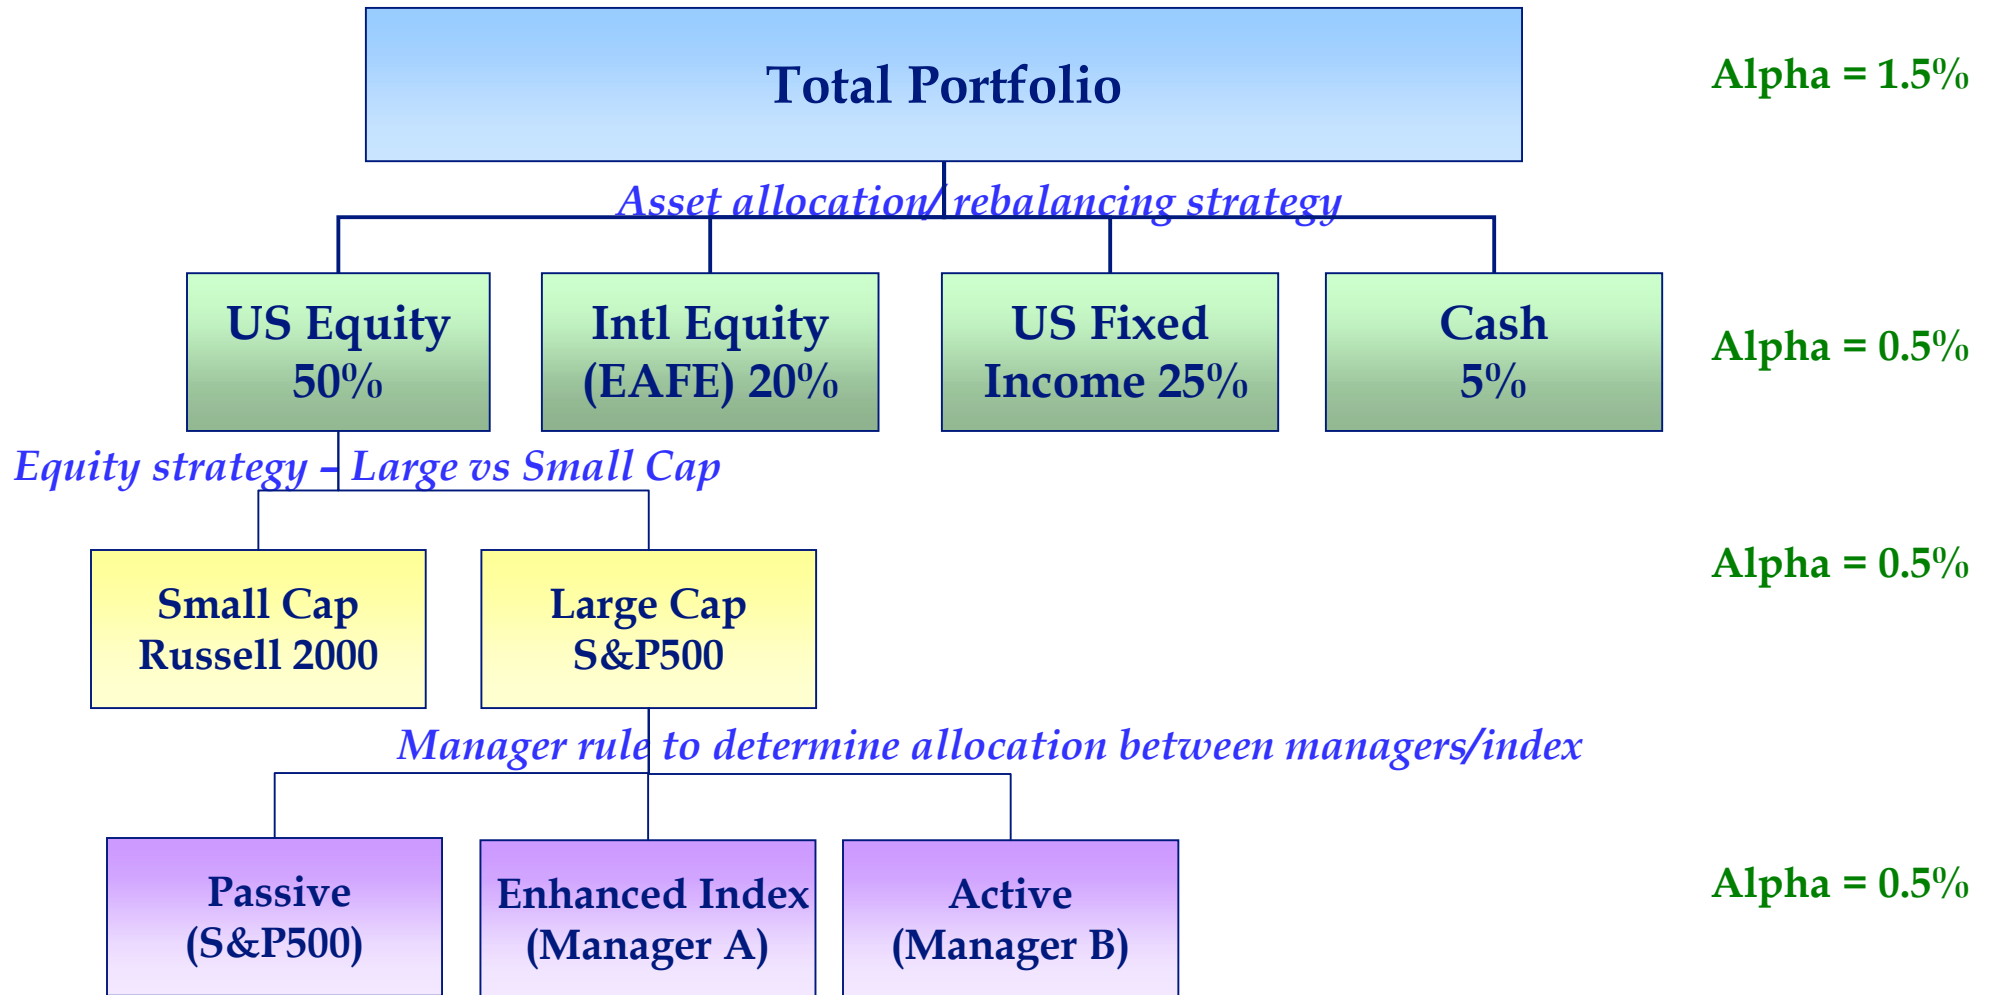 Total Portfolio
Alpha = 1.5%
Asset allocation/ rebalancing strategy
US Equity
50%
Intl Equity
(EAFE) 20%
US Fixed
Income 25%
Cash
5%
Alpha = 0.5%
Equity strategy – Large vs Small Cap
Small Cap
Russell 2000
Large Cap
S&P500
Alpha = 0.5%
Manager rule to determine allocation between managers/index
Passive
(S&P500)
Enhanced Index
(Manager A)
Active
(Manager B)
Alpha = 0.5%